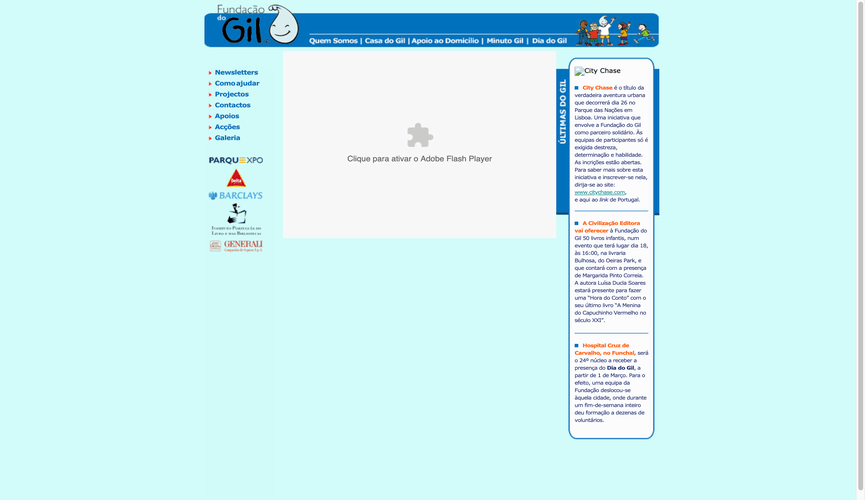 Fundação
do
Gil
Quem Somos | Casa do Gil | Apoio ao Domicílio | Minuto Gil | Dia do Gil
Newsletters
Como ajudar
Projectos
Contactos
Apoios
Acções
Galeria
PARQUE EXPO
Delta
BARCLAYS
GENERALI
Clique para ativar o Adobe Flash Player
ÚLTIMAS DO GIL
City Chase
City Chase é o título da
verdadeira aventura urbana
que decorrerá dia 26 no
Parque das Nações em
Lisboa. Uma iniciativa que
envolve a Fundação do Gil
como parceiro solidário. Às
equipas de participantes só é
exigida destreza,
determinação e habilidade.
As incrições estão abertas.
Para saber mais sobre esta
iniciativa e inscrever-se nela,
dirija-se ao site:
www.citychase.com,
e aqui ao link de Portugal.
A Civilização Editora
vai oferecer à Fundação do
Gil 50 livros infantis, num
evento que terá lugar dia 18,
às 16:00, na livraria
Bulhosa, do Oeiras Park, e
que contará com a presença
de Margarida Pinto Correia.
A autora Luísa Ducla Soares
estará presente para fazer
uma "Hora do Conto" com o
seu último livro "A Menina
do Capuchinho Vermelho no
século XXI".
Hospital Cruz de
Carvalho, no Funchal, será
o 24º núcleo a receber a
presença do Dia do Gil, a
partir de 1 de Março. Para o
efeito, uma equipa da
Fundação deslocou-se
àquela cidade, onde durante
um fim-de-semana inteiro
deu formação a dezenas de
voluntários.